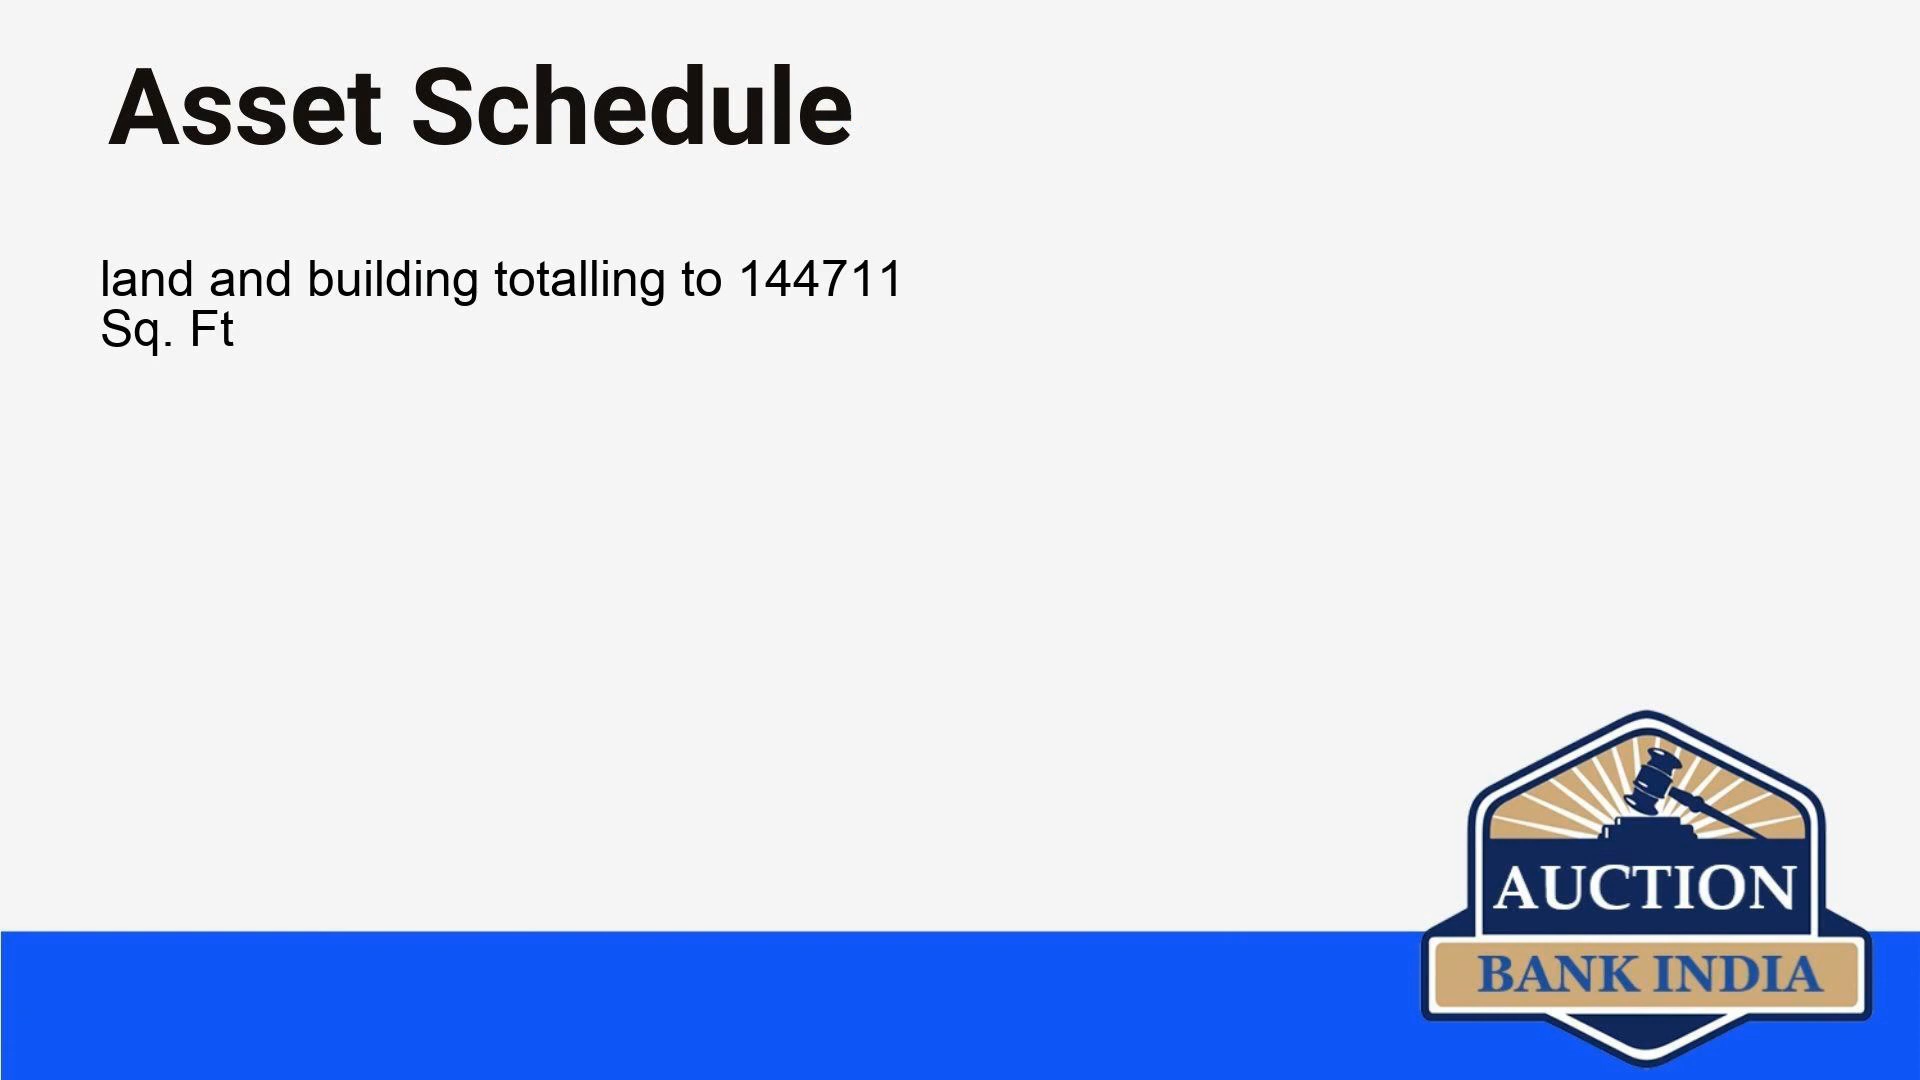 Asset Schedule
land and building totalling to 144711
Sq. Ft
AUCTION
BANK INDIA